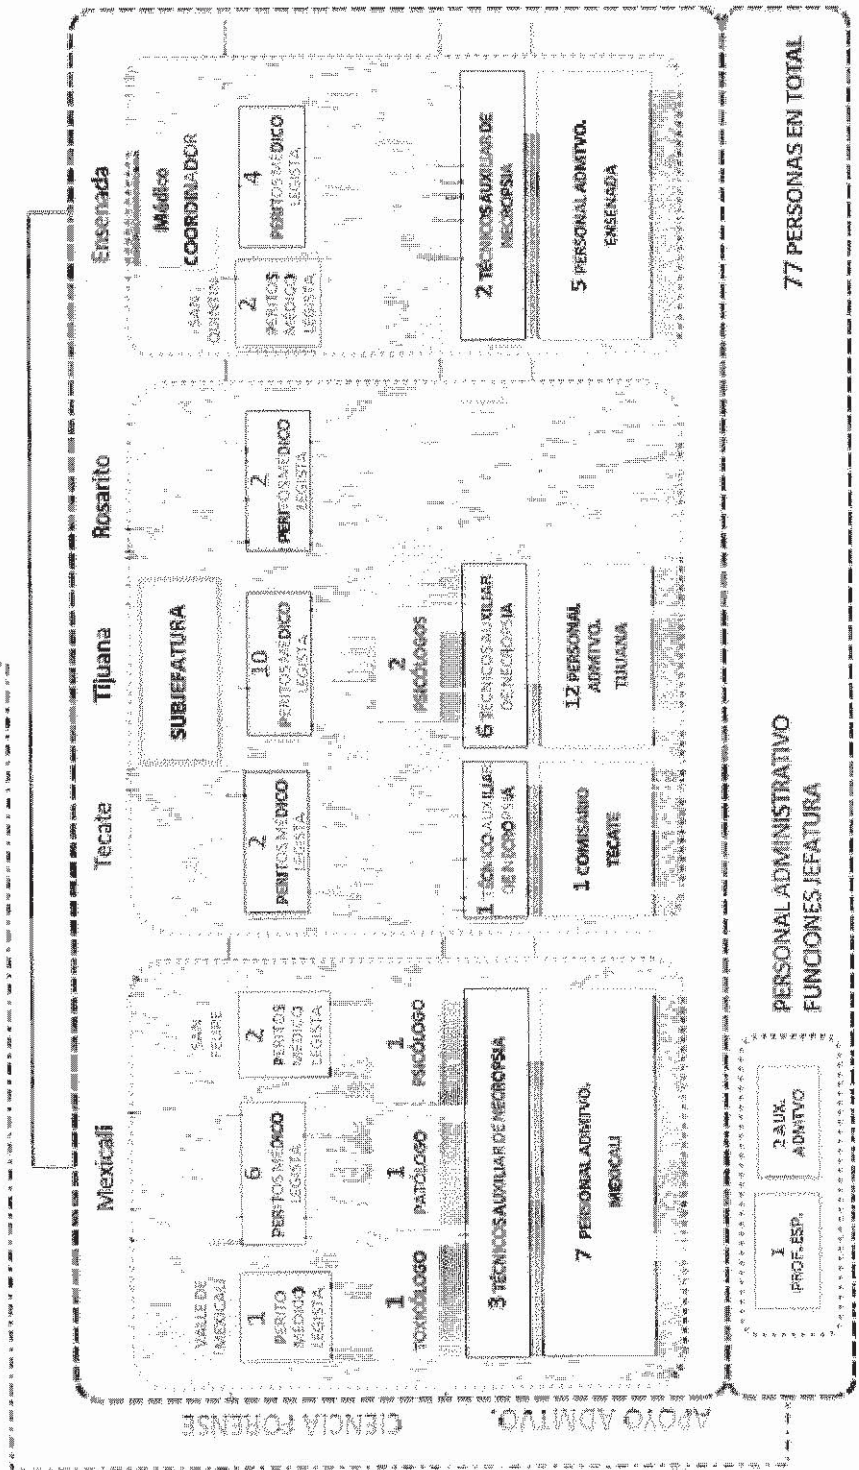 Mexicali
Tecate
Tijuana
Rosarito
Ensenada
SUBJEFATURA
Médico
COORDINADOR
VALLE DE
MEXICALI
1
PERITO
MÉDICO
LEGISTA
6
PERITOS MÉDICO
LEGISTA
SAN
FELIPE
2
PERITOS
MÉDICO
LEGISTA
2
PERITOS MÉDICO
LEGISTA
10
PERITOS MÉDICO
LEGISTA
2
PERITOS MÉDICO
LEGISTA
SAN
QUINTIN
2
PERITOS
MÉDICO
LEGISTA
4
PERITOS MÉDICO
LEGISTA
CIENCIA FORENSE
1
TOXICÓLOGO
1
PATÓLOGO
1
PSICÓLOGO
2
PSICÓLOGOS
TÉCNICOS AUXILIAR DE NECROPSIA
1 TÉCNICO AUXILIAR
DE NECROPSIA
6 TÉCNICOS AUXILIAR
DE NECROPSIA
2 TÉCNICOS AUXILIAR DE
NECROPSIA
APOYO ADMTVO.
7 PERSONAL ADMTVO.
MEXICALI
1 COMISARIO
TECATE
12 PERSONAL
ADMTVO.
TIJUANA
5 PERSONAL ADMTVO.
ENSENADA
1
PROF. ESP.
2 AUX.
ADMTVO
PERSONAL ADMINISTRATIVO
FUNCIONES JEFATURA
77 PERSONAS EN TOTAL